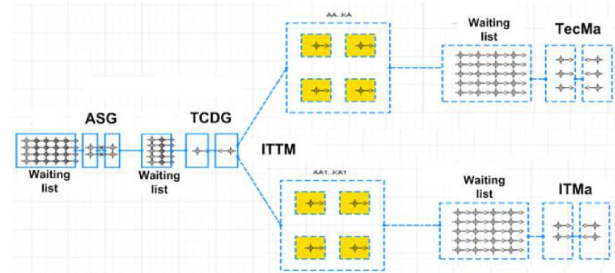 AA..KA
Waiting
list
TecMa
ASG
TCDG
ITTM
Waiting
list
Waiting
list
AA1..KA1
Waiting
list
ITMa